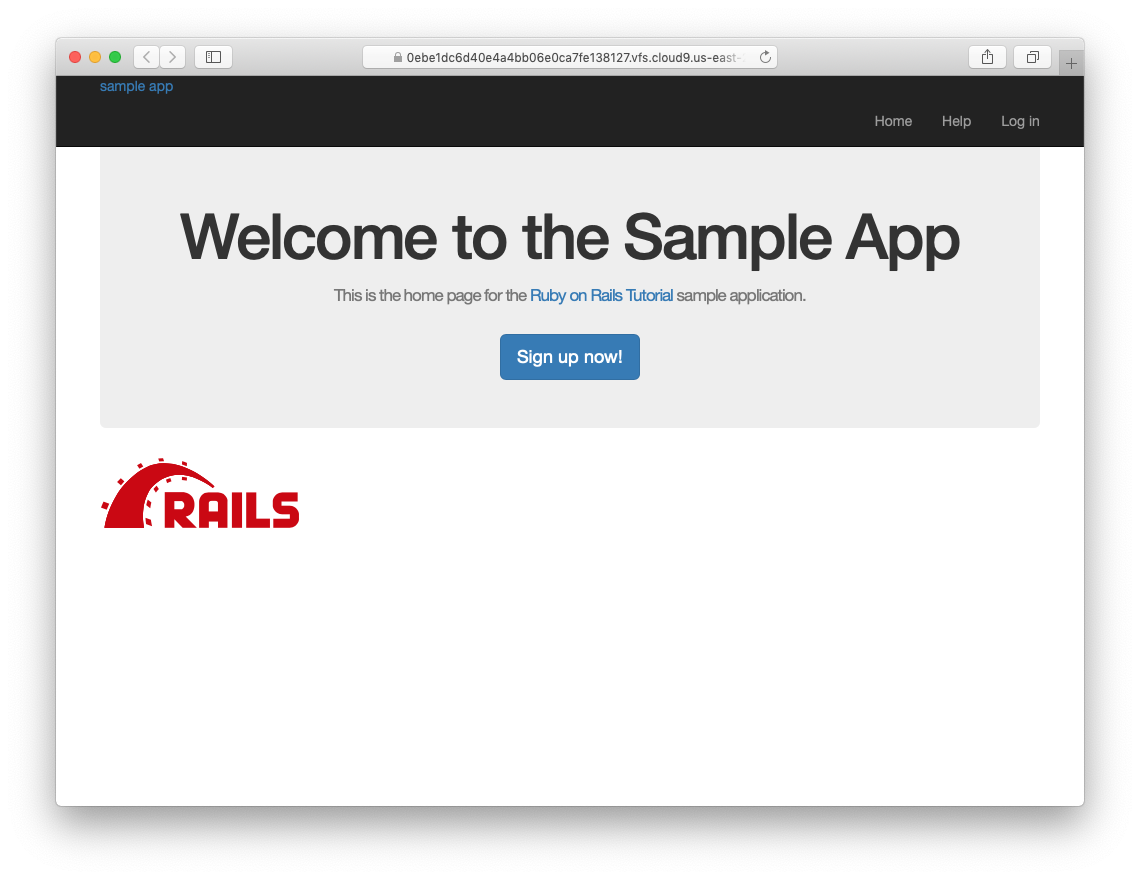 0ebe1dc6d40e4a4bb06e0ca7fe138127.vfs.cloud9.us-east-
sample app
Home Help Log in
Welcome to the Sample App
This is the home page for the Ruby on Rails Tutorial sample application.
Sign up now!
RAILS